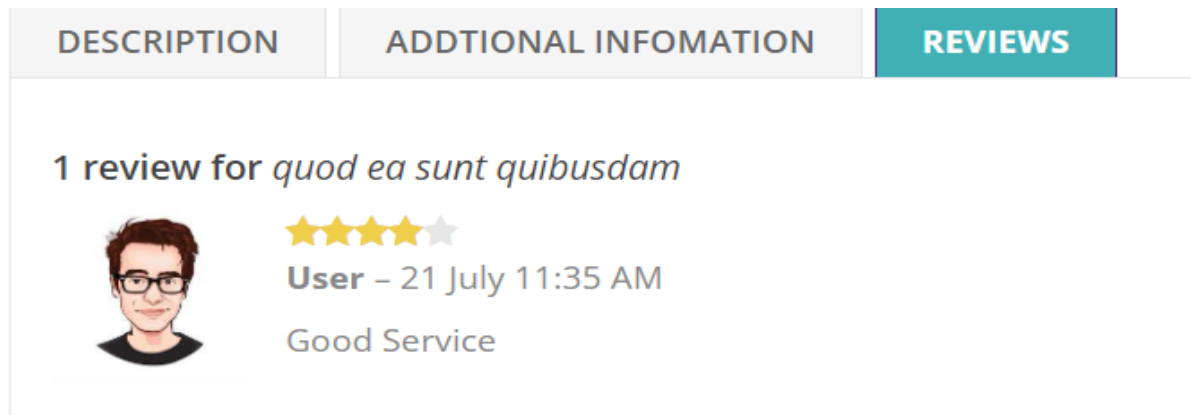 DESCRIPTION ADDTIONAL INFOMATION REVIEWS
1 review for quod ea sunt quibusdam
User – 21 July 11:35 AM
Good Service